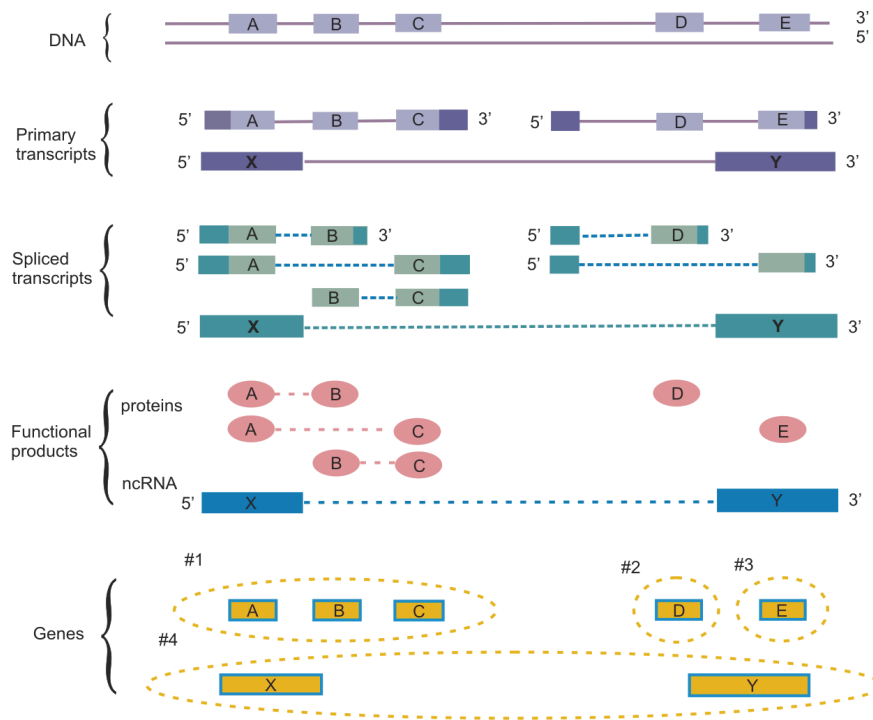 A B C D E 3’
DNA 5’
5’ A B C 3’ 5’ D E 3’
Primary
transcripts
5’ X Y 3’
5’ A B 3’ 5’ D 3’
Spliced
transcripts
5’ A C 5’ 3’
B C
5’ X Y 3’
A B D
proteins
A C E
Functional
products
B C
ncRNA
5’ X Y 3’
#1 #2 #3
A B C D E
Genes
#4
X Y